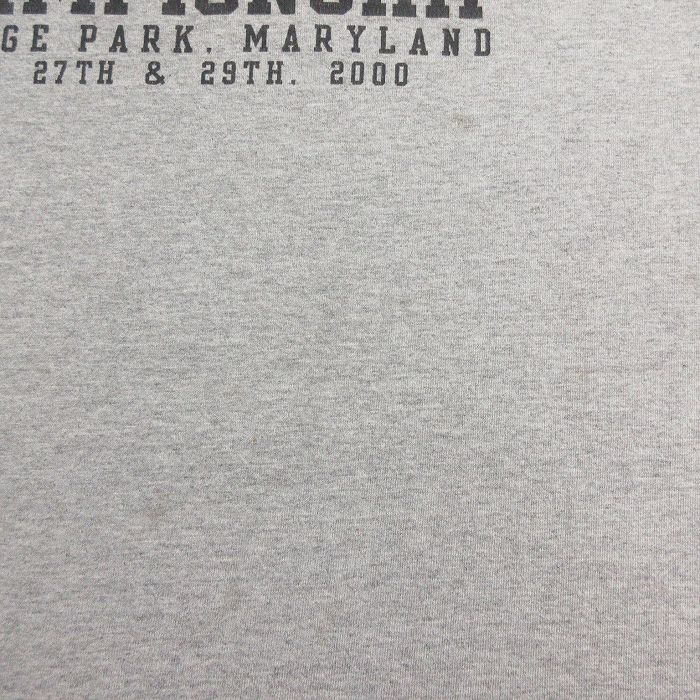 GE PARK, MARYLAND
27TH & 29TH, 2000